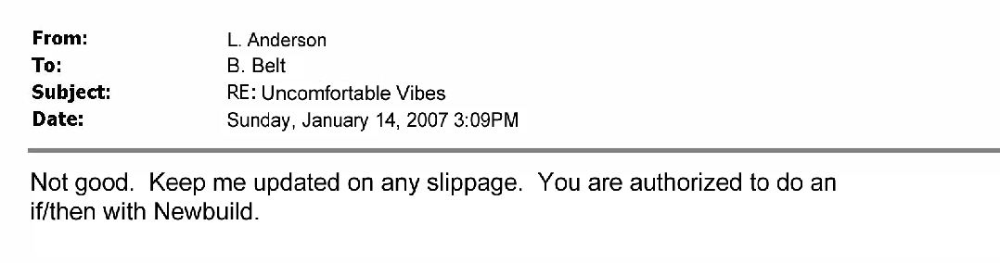 From: L. Anderson
To: B. Belt
Subject: RE: Uncomfortable Vibes
Date: Sunday, January 14, 2007 3:09PM
Not good.  Keep me updated on any slippage.  You are authorized to do an
if/then with Newbuild.